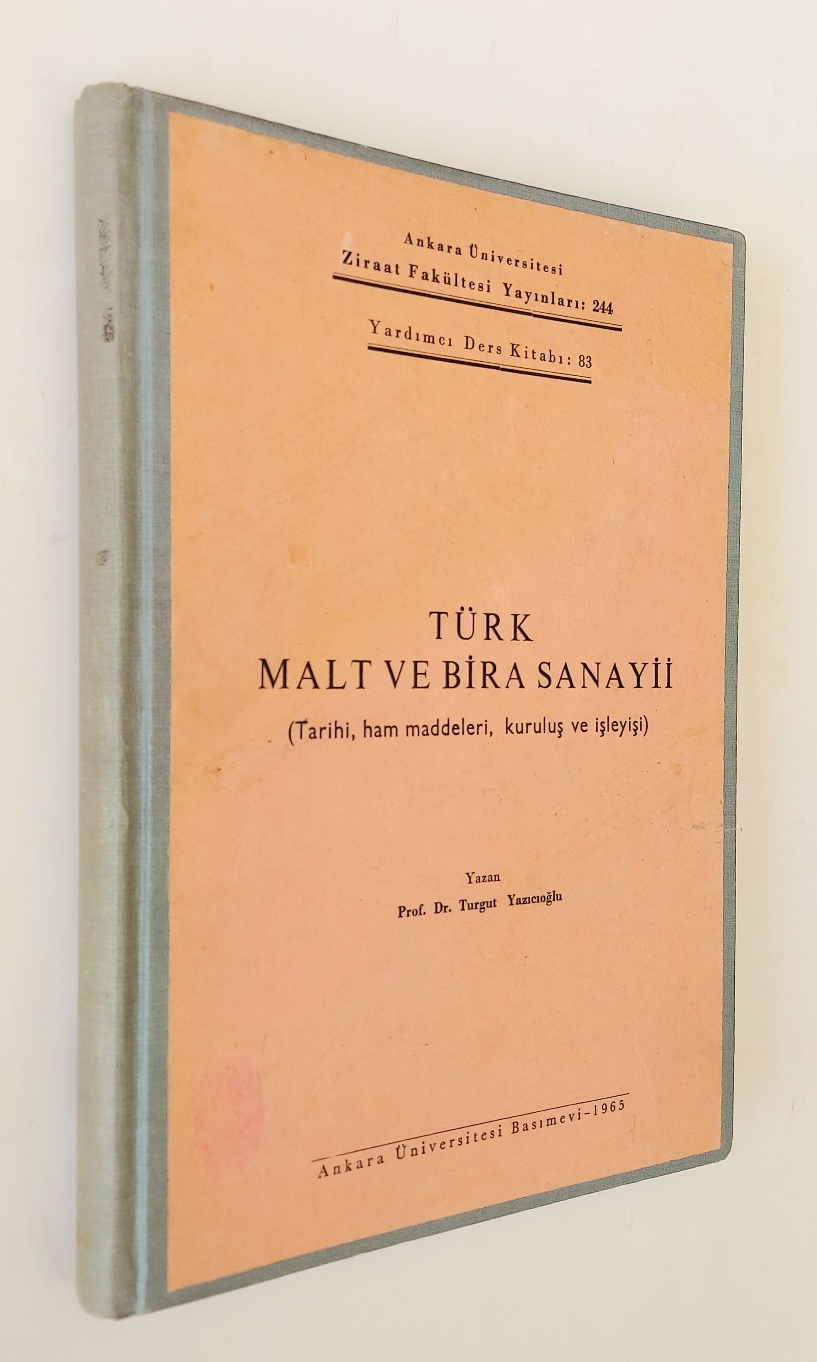 Ankara Üniversitesi
Ziraat Fakültesi Yayınları: 244
Yardımcı Ders Kitabı: 83
TÜRK
MALT VE BİRA SANAYİİ
(Tarihi, ham maddeleri, kuruluş ve işleyişi)
Yazan
Prof. Dr. Turgut Yazıcıoğlu
Ankara Üniversitesi Basımevi-1965